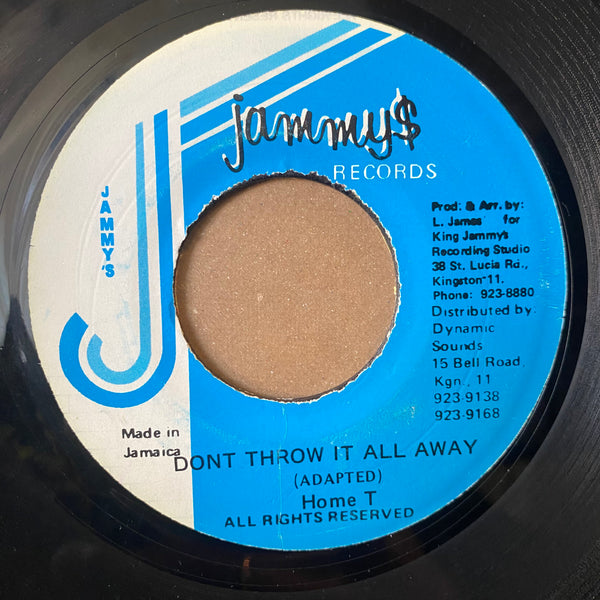 jammy$
RECORDS
JAMMY'S
Prod: & Arr. by:
L. James for
King Jammy's
Recording Studio
38 St. Lucia Rd.,
Kingston 11.
Phone: 923-8880
Distributed by:
Dynamic
Sounds
15 Bell Road,
Kgn., 11
923-9138
923-9168
Made in
Jamaica
DONT THROW IT ALL AWAY
(ADAPTED)
Home T
ALL RIGHTS RESERVED